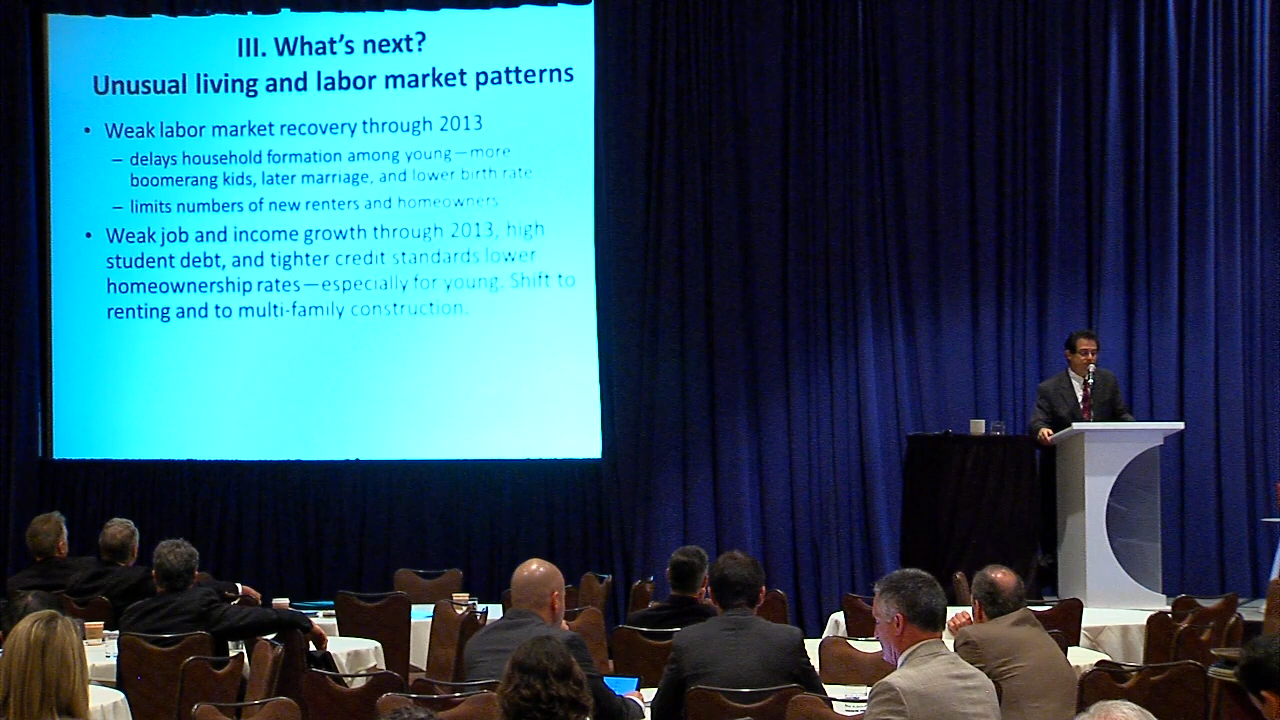 III. What's next?
Unusual living and labor market patterns
• Weak labor market recovery through 2013
– delays household formation among young—more
boomerang kids, later marriage, and lower birth rate
– limits numbers of new renters and homeowners
• Weak job and income growth through 2013, high
student debt, and tighter credit standards lower
homeownership rates—especially for young. Shift to
renting and to multi-family construction.